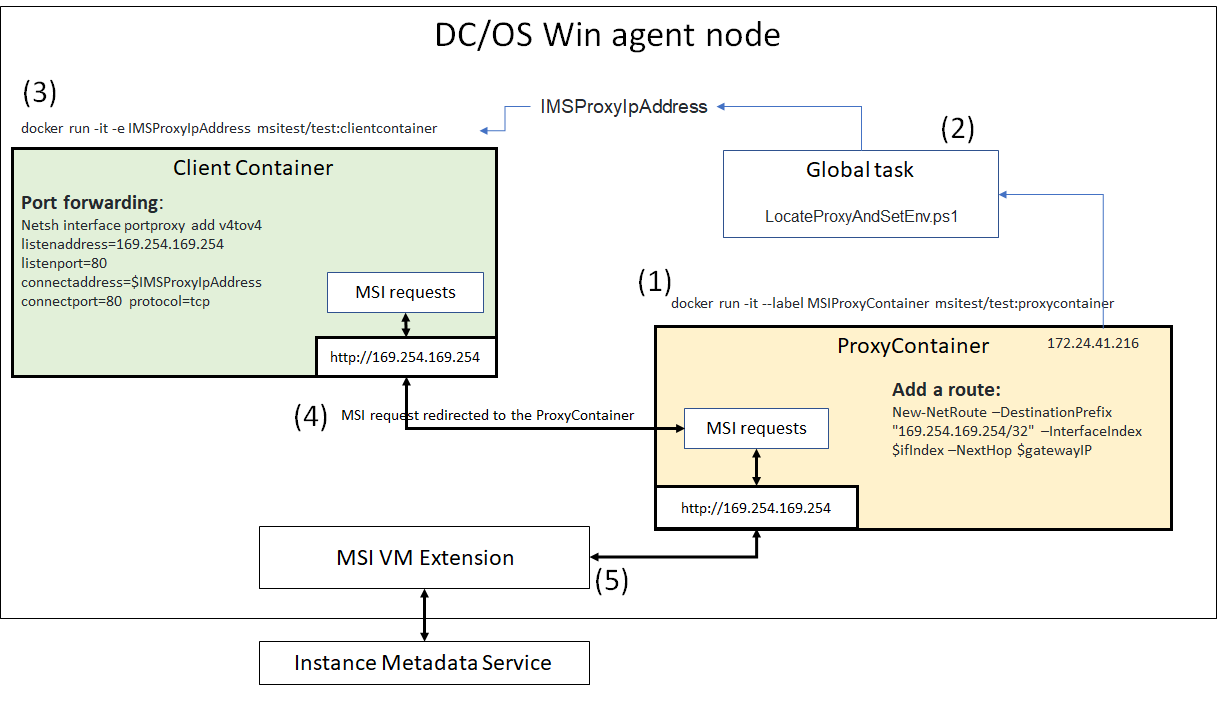 DC/OS Win agent node
(3)
IMSProxyIpAddress
docker run -it -e IMSProxyIpAddress msitest/test:clientcontainer
(2)
Client Container
Port forwarding:
Netsh interface portproxy add v4tov4
listenaddress=169.254.169.254
listenport=80
connectaddress=$IMSProxyIpAddress
connectport=80 protocol=tcp
MSI requests
http://169.254.169.254
Global task
LocateProxyAndSetEnv.ps1
(1)
docker run -it --label MSIProxyContainer msitest/test:proxycontainer
ProxyContainer
172.24.41.216
Add a route:
New-NetRoute –DestinationPrefix
"169.254.169.254/32" –InterfaceIndex
$ifIndex –NextHop $gatewayIP
(4)
MSI request redirected to the ProxyContainer
MSI requests
http://169.254.169.254
MSI VM Extension
(5)
Instance Metadata Service